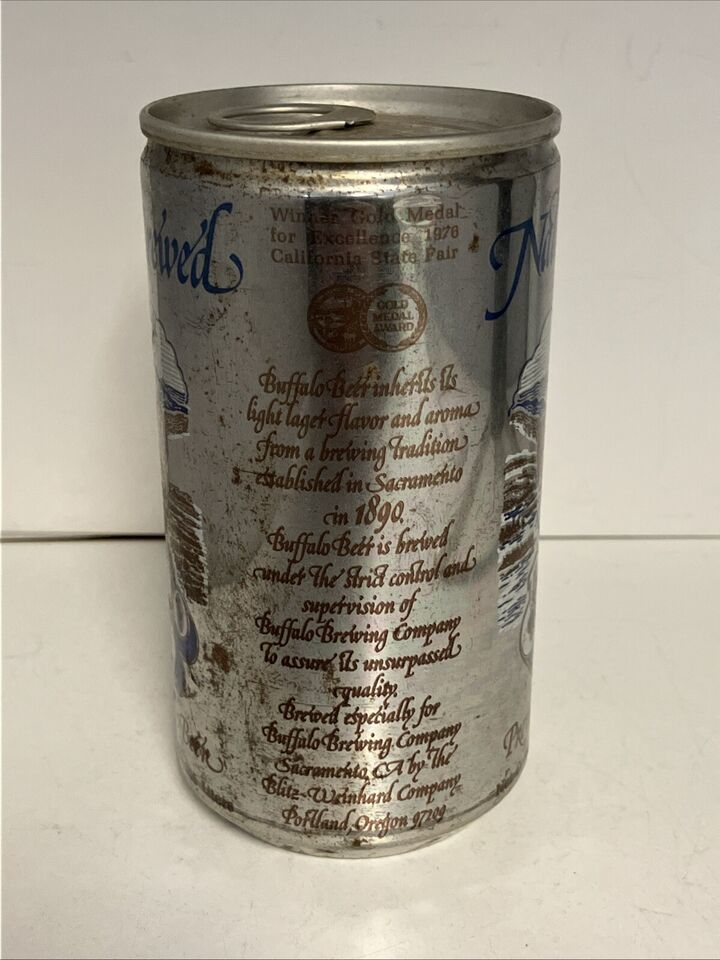 ewed
Winner Gold Medal
for Excellence 1976
California State Fair
GOLD
MEDAL
AWARD
Buffalo Beer inherits its
light lager flavor and aroma
from a brewing tradition
established in Sacramento
in 1890.
Buffalo Beer is brewed
under the strict control and
supervision of
Buffalo Brewing Company
To assure its unsurpassed
quality.
Brewed especially for
Buffalo Brewing Company
Sacramento, CA by The
Blitz-Weinhard Company
Portland, Oregon 97209
Na